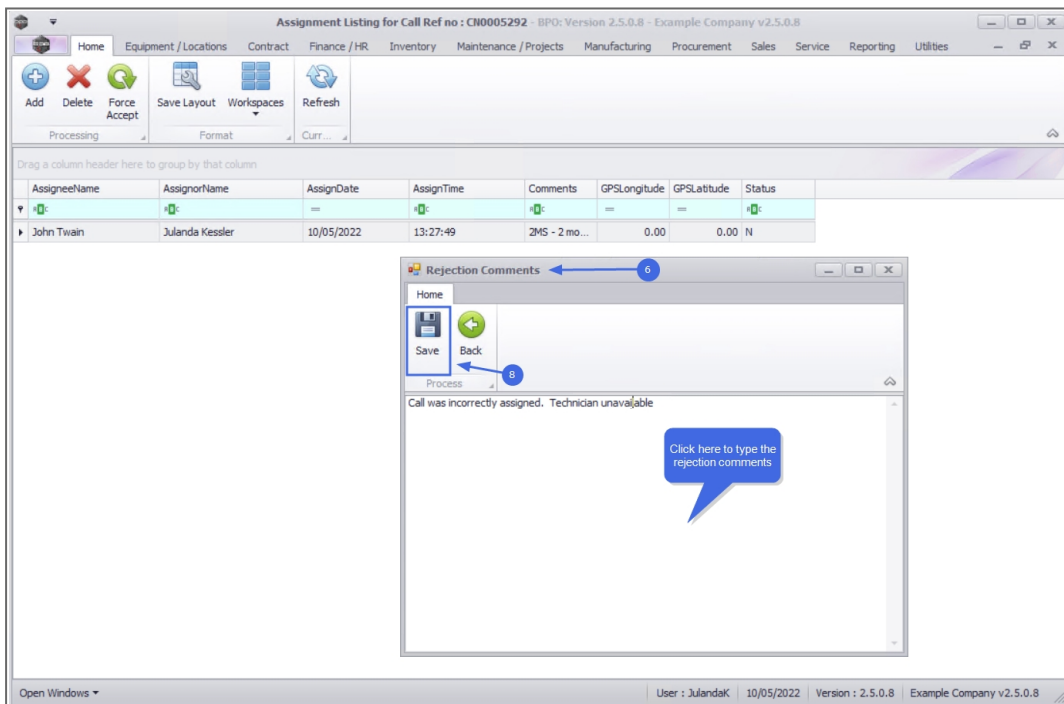 Assignment Listing for Call Ref no : CN0005292 - BPO: Version 2.5.0.8 - Example Company v2.5.0.8
Home Equipment / Locations Contract Finance / HR Inventory Maintenance / Projects Manufacturing Procurement Sales Service Reporting Utilities
Add Delete Force Accept Save Layout Workspaces Refresh
Processing Format Curr...
Drag a column header here to group by that column
AssigneeName AssignorName AssignDate AssignTime Comments GPSLongitude GPSLatitude Status
John Twain Julanda Kessler 10/05/2022 13:27:49 2MS - 2 mo... 0.00 0.00 N
Rejection Comments 6
Home
Save Back
8
Process
Call was incorrectly assigned. Technician unavailable
Click here to type the
rejection comments
Open Windows User : JulandaK 10/05/2022 Version : 2.5.0.8 Example Company v2.5.0.8